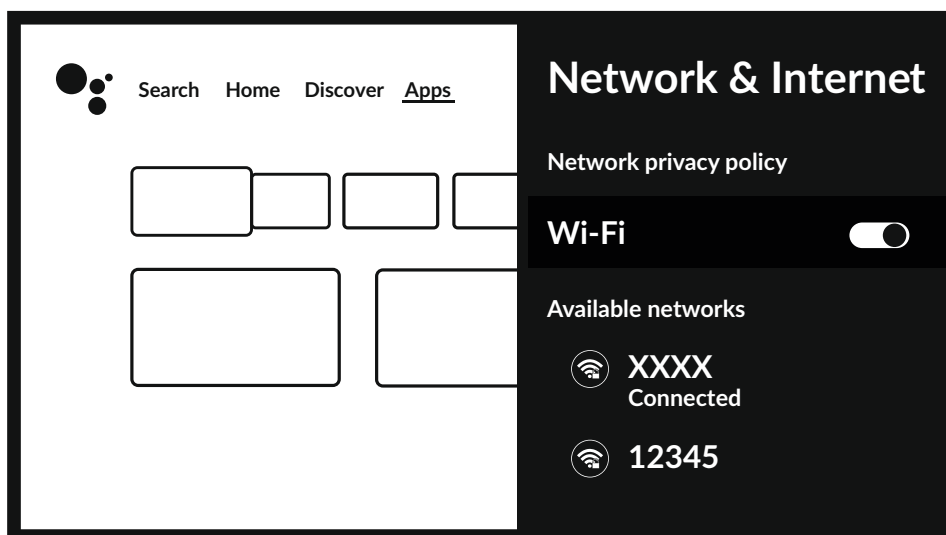 Search Home Discover Apps
Network & Internet
Network privacy policy
Wi-Fi
Available networks
XXXX
Connected
12345